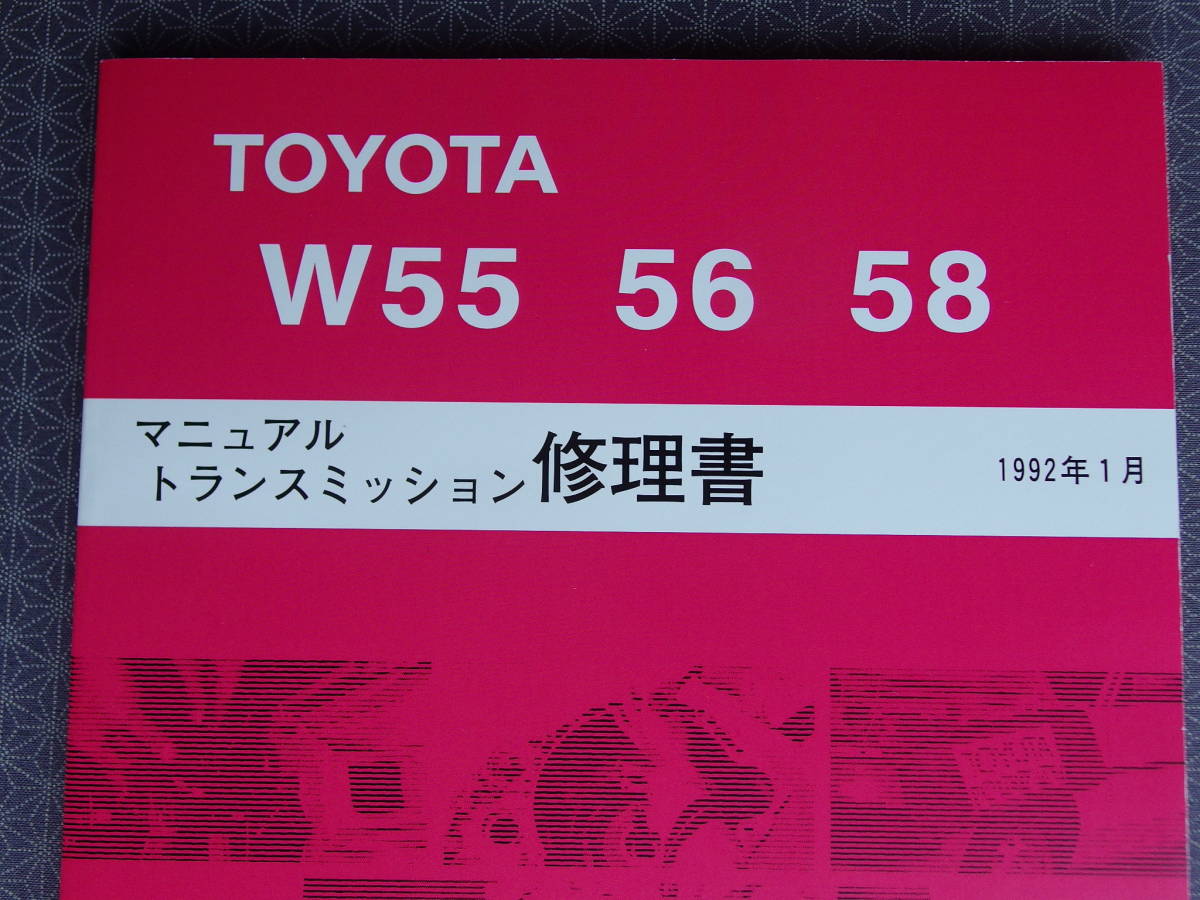 TOYOTA
W55 56 58
マニュアル
トランスミッション修理書
1992年1月